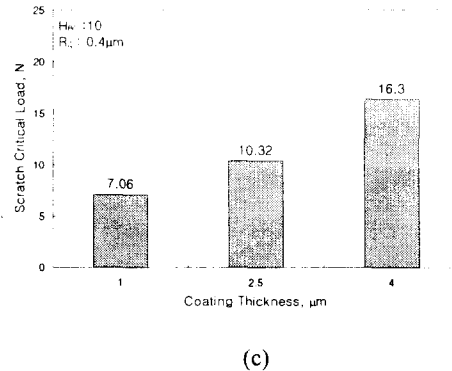 25
H :10
R : 0.4μm
20
16.3
15
10.32
10
7.06
5
0
Scratch Critical Load, N
1 2.5 4
Coating Thickness, μm
(c)